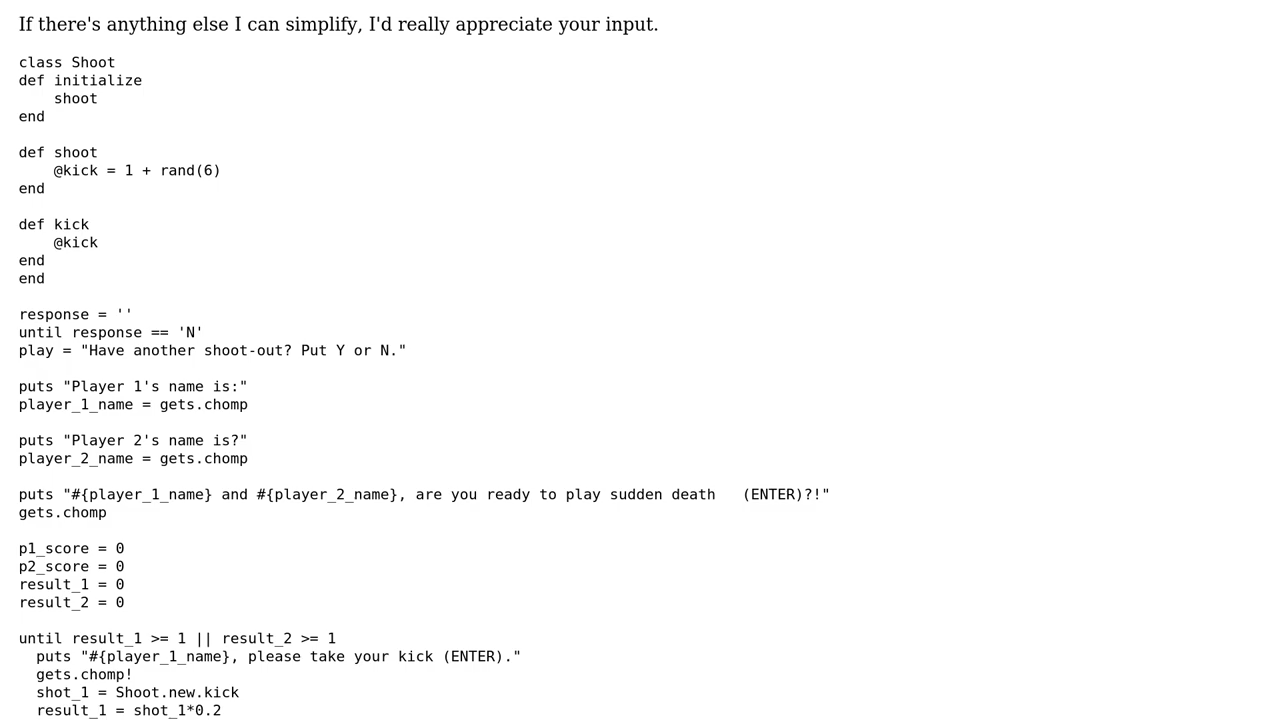 If there's anything else I can simplify, I'd really appreciate your input.
class Shoot
def initialize
    shoot
end

def shoot
    @kick = 1 + rand(6)
end

def kick
    @kick
end
end

response = ''
until response == 'N'
play = "Have another shoot-out? Put Y or N."

puts "Player 1's name is:"
player_1_name = gets.chomp

puts "Player 2's name is?"
player_2_name = gets.chomp

puts "#{player_1_name} and #{player_2_name}, are you ready to play sudden death   (ENTER)?!"
gets.chomp

p1_score = 0
p2_score = 0
result_1 = 0
result_2 = 0

until result_1 >= 1 || result_2 >= 1
  puts "#{player_1_name}, please take your kick (ENTER)."
  gets.chomp!
  shot_1 = Shoot.new.kick
  result_1 = shot_1*0.2